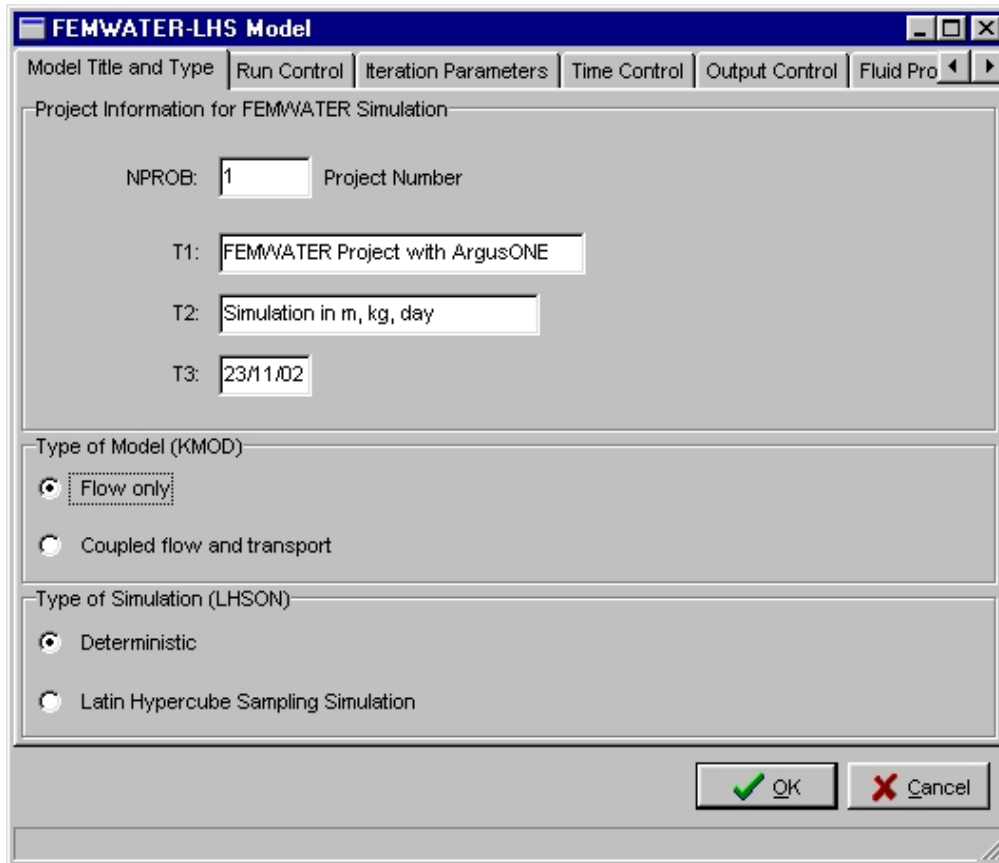 FEMWATER-LHS Model
Model Title and Type Run Control Iteration Parameters Time Control Output Control Fluid Pro
Project Information for FEMWATER Simulation
NPROB: 1 Project Number
T1: FEMWATER Project with ArgusONE
T2: Simulation in m, kg, day
T3: 23/11/02
Type of Model (KMOD)
Flow only
Coupled flow and transport
Type of Simulation (LHSON)
Deterministic
Latin Hypercube Sampling Simulation
OK Cancel